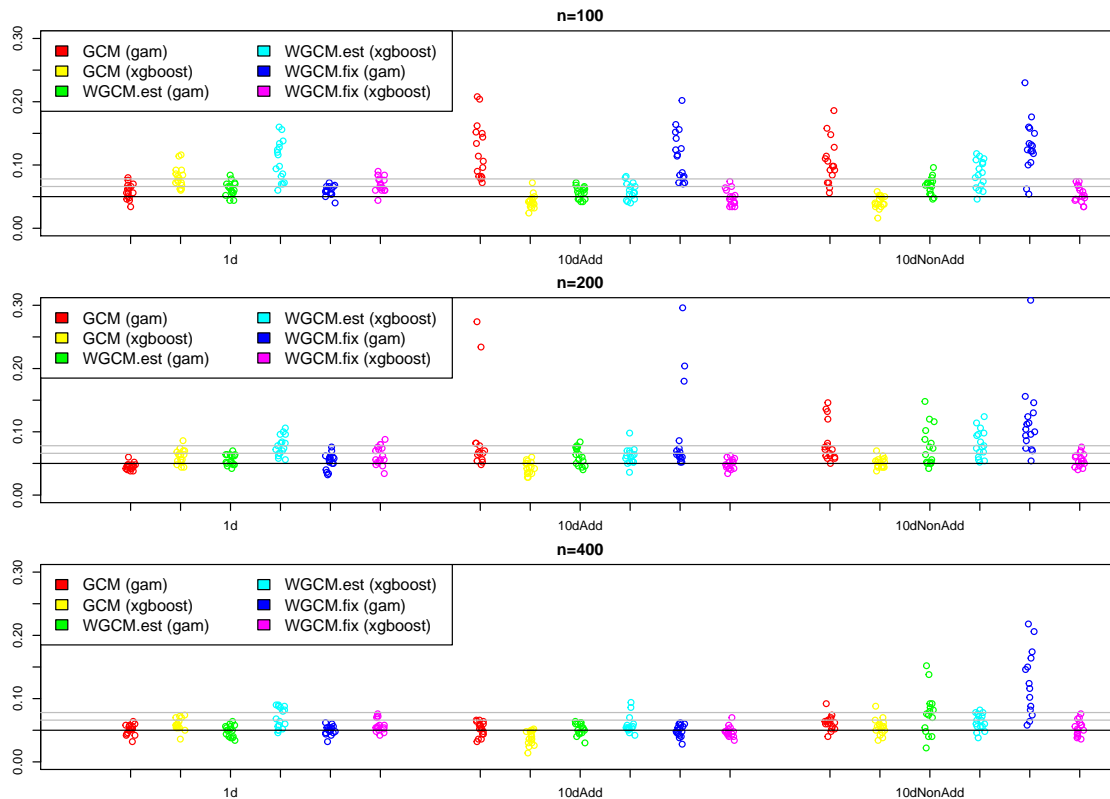 n=100
0.30
0.20
0.10
0.00
GCM (gam)
GCM (xgboost)
WGCM.est (gam)
WGCM.est (xgboost)
WGCM.fix (gam)
WGCM.fix (xgboost)
1d
10dAdd
10dNonAdd
n=200
0.30
0.20
0.10
0.00
GCM (gam)
GCM (xgboost)
WGCM.est (gam)
WGCM.est (xgboost)
WGCM.fix (gam)
WGCM.fix (xgboost)
1d
10dAdd
10dNonAdd
n=400
0.30
0.20
0.10
0.00
GCM (gam)
GCM (xgboost)
WGCM.est (gam)
WGCM.est (xgboost)
WGCM.fix (gam)
WGCM.fix (xgboost)
1d
10dAdd
10dNonAdd